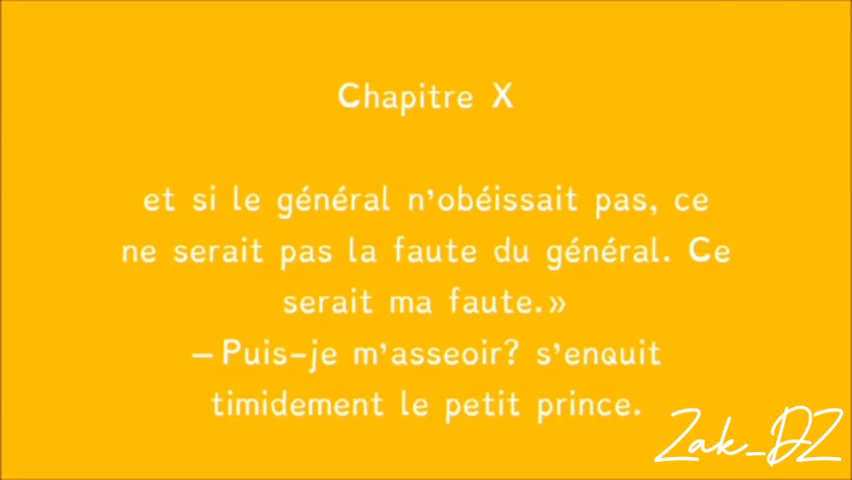 Chapitre X
et si le général n'obéissait pas, ce
ne serait pas la faute du général. Ce
serait ma faute.»
– Puis-je m'asseoir? s'enquit
timidement le petit prince.
Zak_DZ